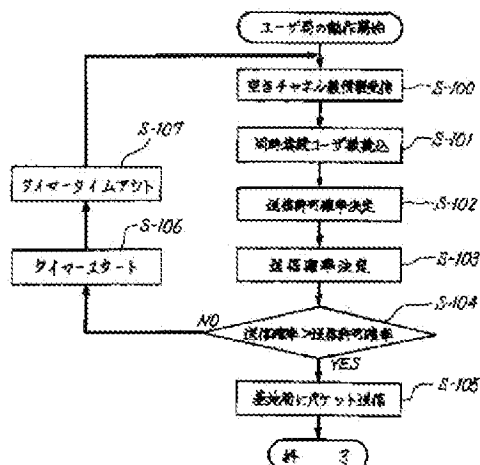 ユーザ局の動作開始
空きチャネル数情報受信
S-100
同時接続ユーザ数読込
S-101
送信許可確率決定
S-102
送信確率決定
S-103
送信確率>送信許可確率
S-104
NO
YES
基地局にパケット送信
S-105
終 了
タイマースタート
S-106
タイマータイムアウト
S-107